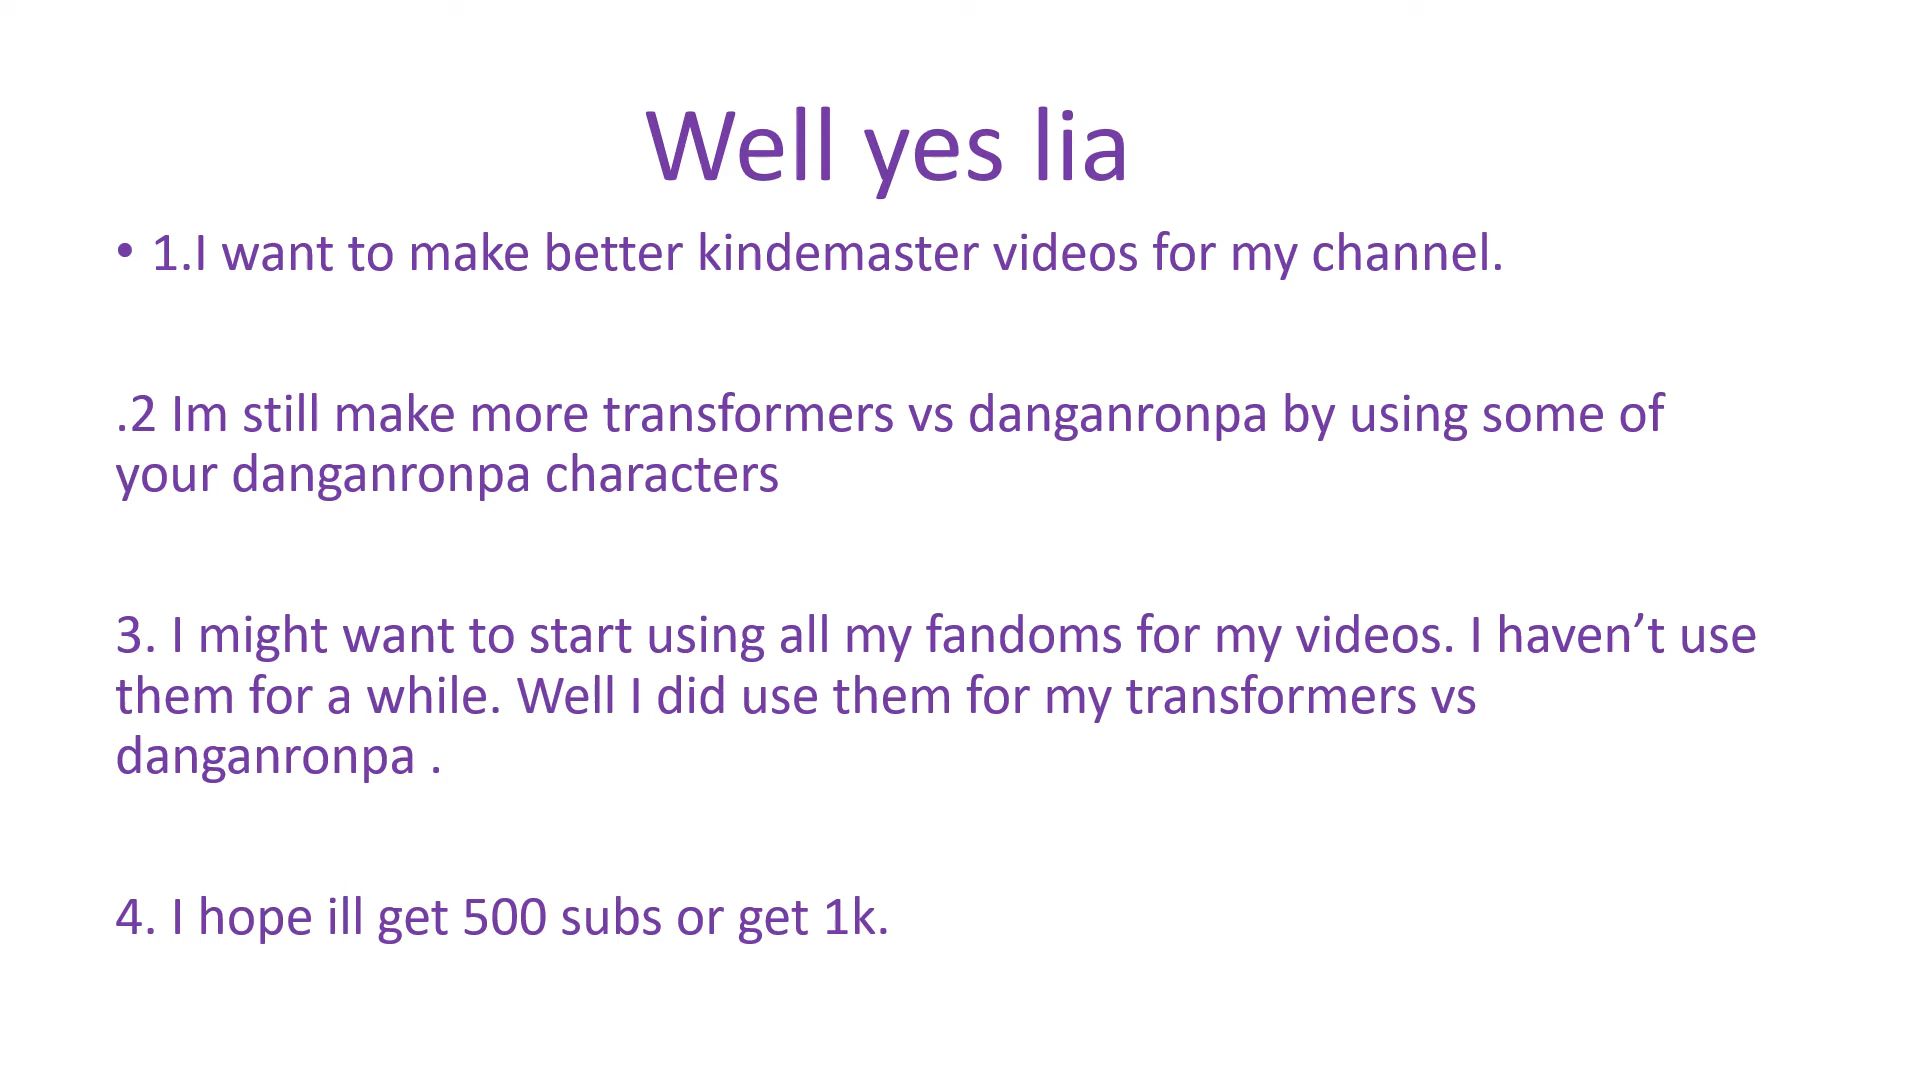 Well yes lia
• 1.I want to make better kindemaster videos for my channel.
.2 Im still make more transformers vs danganronpa by using some of
your danganronpa characters
3. I might want to start using all my fandoms for my videos. I haven’t use
them for a while. Well I did use them for my transformers vs
danganronpa .
4. I hope ill get 500 subs or get 1k.